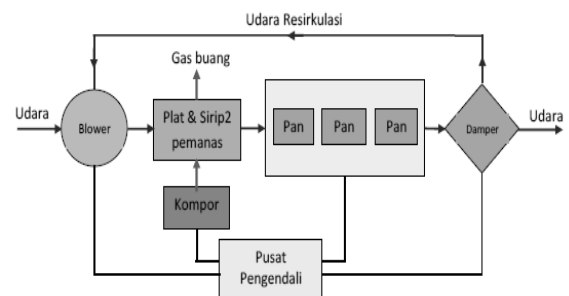 Udara Resirkulasi
Gas buang
Udara
Blower
Plat & Sirip2
pemanas
Pan
Pan
Pan
Damper
Udara
Kompor
Pusat
Pengendali